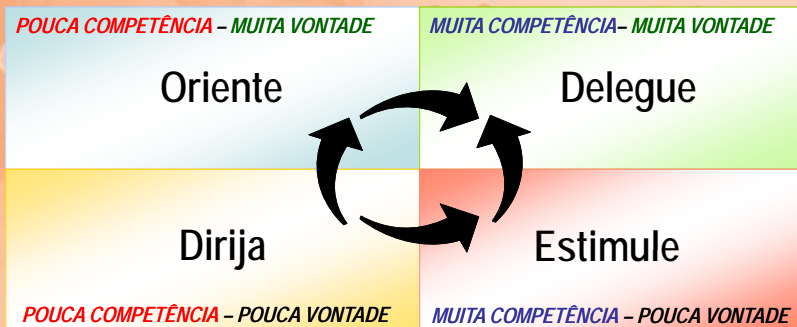 POUCA COMPETÊNCIA – MUITA VONTADE
MUITA COMPETÊNCIA– MUITA VONTADE
Oriente
Delegue
Dirija
Estimule
POUCA COMPETÊNCIA – POUCA VONTADE
MUITA COMPETÊNCIA – POUCA VONTADE